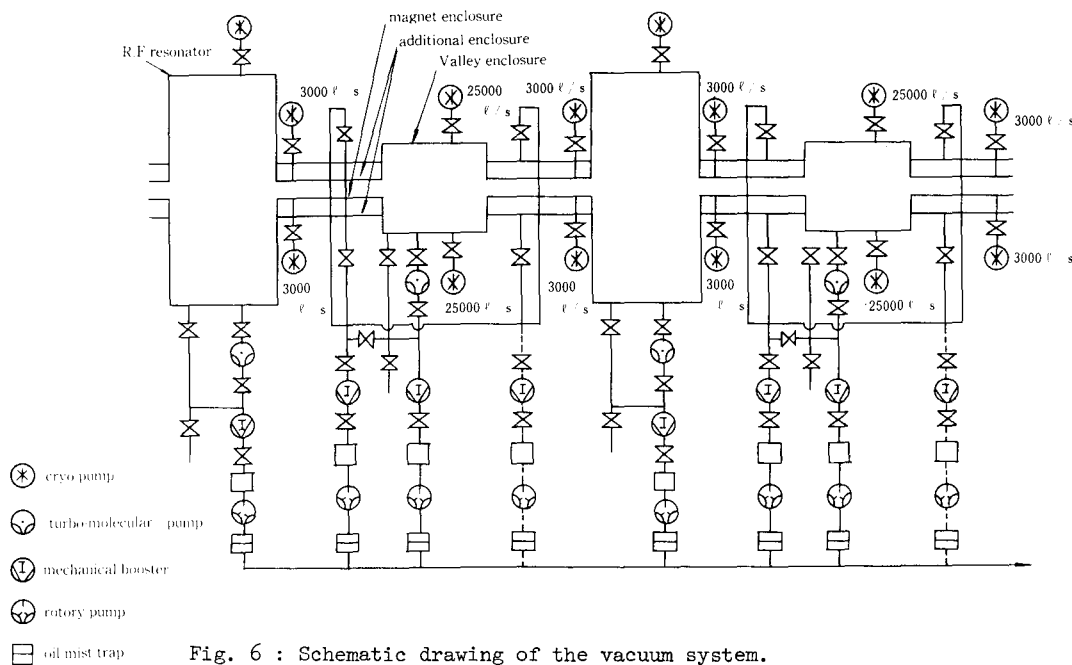 magnet enclosure
additional enclosure
Valley enclosure
R.F resonator
3000 ℓ s
25000
ℓ / s
3000 ℓ / s
3000 ℓ / s
25000 ℓ / s
3000 ℓ / s
3000
ℓ s
25000 ℓ s
3000
ℓ / s
3000
ℓ / s
25000 ℓ s
3000 ℓ s
cryo pump
turbo-molecular pump
mechanical booster
rotory pump
oil mist trap
Fig. 6 : Schematic drawing of the vacuum system.